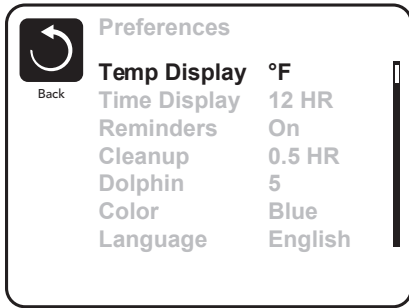 Preferences
Back
Temp Display °F
Time Display 12 HR
Reminders On
Cleanup 0.5 HR
Dolphin 5
Color Blue
Language English